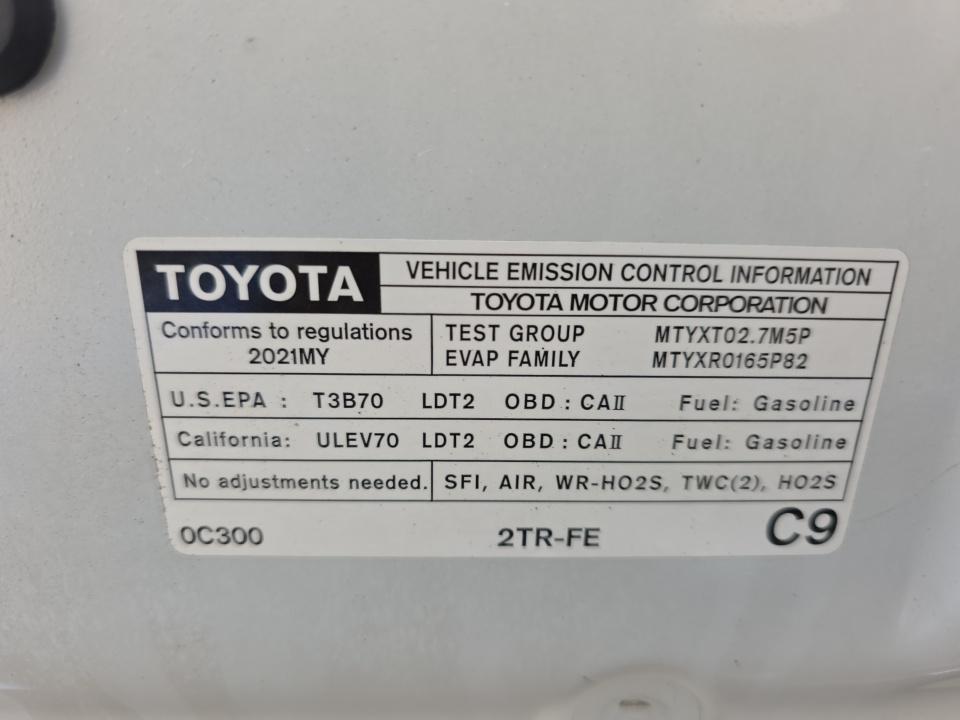 TOYOTA VEHICLE EMISSION CONTROL INFORMATION
TOYOTA MOTOR CORPORATION
Conforms to regulations TEST GROUP MTYXT02.7M5P
2021MY EVAP FAMILY MTYXR0165P82
U.S.EPA : T3B70 LDT2 OBD : CAII Fuel: Gasoline
California: ULEV70 LDT2 OBD : CAII Fuel: Gasoline
No adjustments needed. SFI, AIR, WR-HO2S, TWC(2), HO2S
0C300 2TR-FE C9